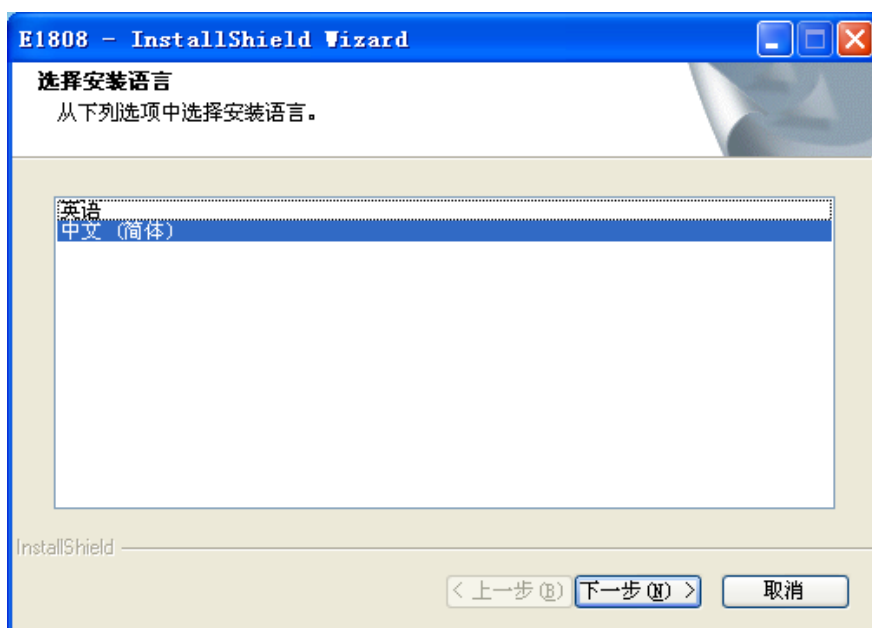 E1808 - InstallShield Wizard
选择安装语言
从下列选项中选择安装语言。
英语
中文 (简体)
InstallShield
< 上一步(B) 下一步(N) > 取消